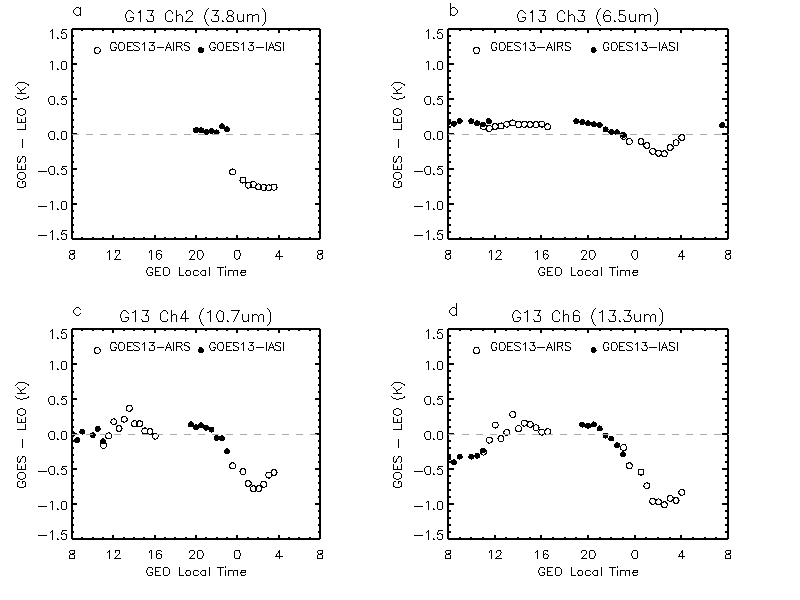 a G13 Ch2 (3.8um)
GOES13-AIRS GOES13-IASI
1.5
1.0
0.5
0.0
-0.5
-1.0
-1.5
GOES - LEO (K)
8 12 16 20 0 4 8
GEO Local Time
b G13 Ch3 (6.5um)
GOES13-AIRS GOES13-IASI
1.5
1.0
0.5
0.0
-0.5
-1.0
-1.5
GOES - LEO (K)
8 12 16 20 0 4 8
GEO Local Time
c G13 Ch4 (10.7um)
GOES13-AIRS GOES13-IASI
1.5
1.0
0.5
0.0
-0.5
-1.0
-1.5
GOES - LEO (K)
8 12 16 20 0 4 8
GEO Local Time
d G13 Ch6 (13.3um)
GOES13-AIRS GOES13-IASI
1.5
1.0
0.5
0.0
-0.5
-1.0
-1.5
GOES - LEO (K)
8 12 16 20 0 4 8
GEO Local Time